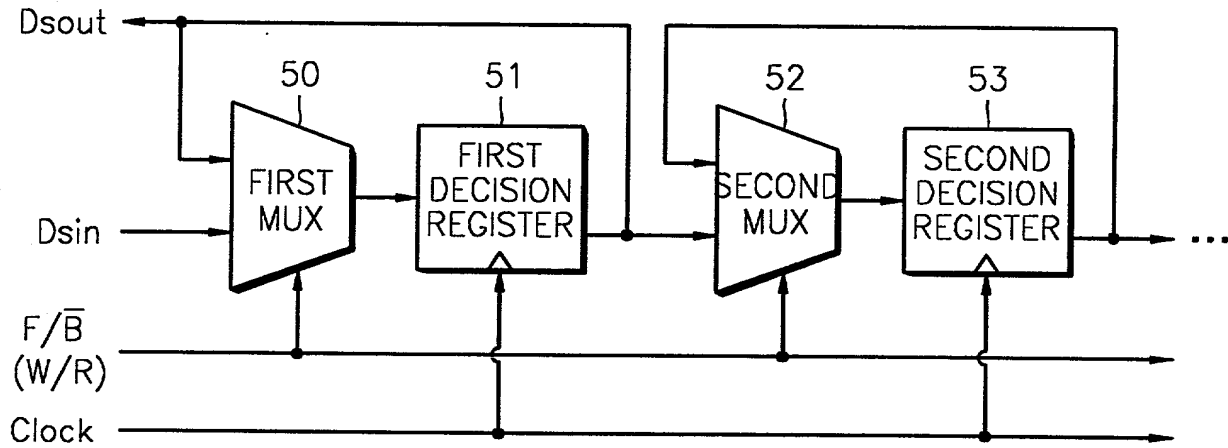 Dsout
50
51
52
53
FIRST
MUX
FIRST
DECISION
REGISTER
SECOND
MUX
SECOND
DECISION
REGISTER
Dsin
...
F/B̅
(W/R)
Clock